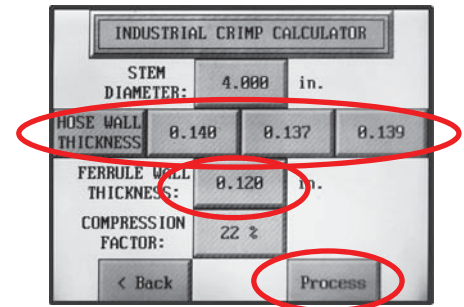 INDUSTRIAL CRIMP CALCULATOR
STEM
DIAMETER: 4.000 in.
HOSE WALL
THICKNESS 0.140 0.137 0.139
FERRULE WALL
THICKNESS: 0.120 in.
COMPRESSION
FACTOR: 22 %
< Back Process